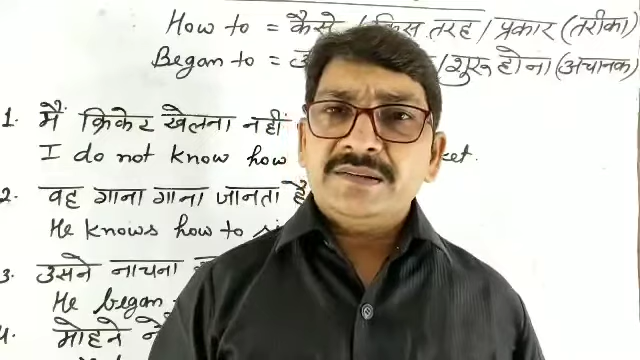 How to = कैसे / किस तरह / प्रकार (तरीका)
Began to = / शुरू होना (अचानक)
1. मैं क्रिकेट खेलना नहीं
I do not know how
2. वह गाना गाना जानता है
He knows how to
3. उसने नाचना
He began
4. मोहन ने